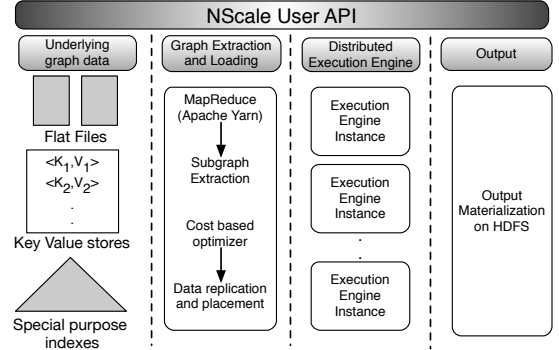 NScale User API
Underlying
graph data
Flat Files
<K1,V1>
<K2,V2>
.
.
Key Value stores
Special purpose
indexes
Graph Extraction
and Loading
MapReduce
(Apache Yarn)
Subgraph
Extraction
Cost based
optimizer
Data replication
and placement
Distributed
Execution Engine
Execution
Engine
Instance
Execution
Engine
Instance
.
.
Execution
Engine
Instance
Output
Output
Materialization
on HDFS